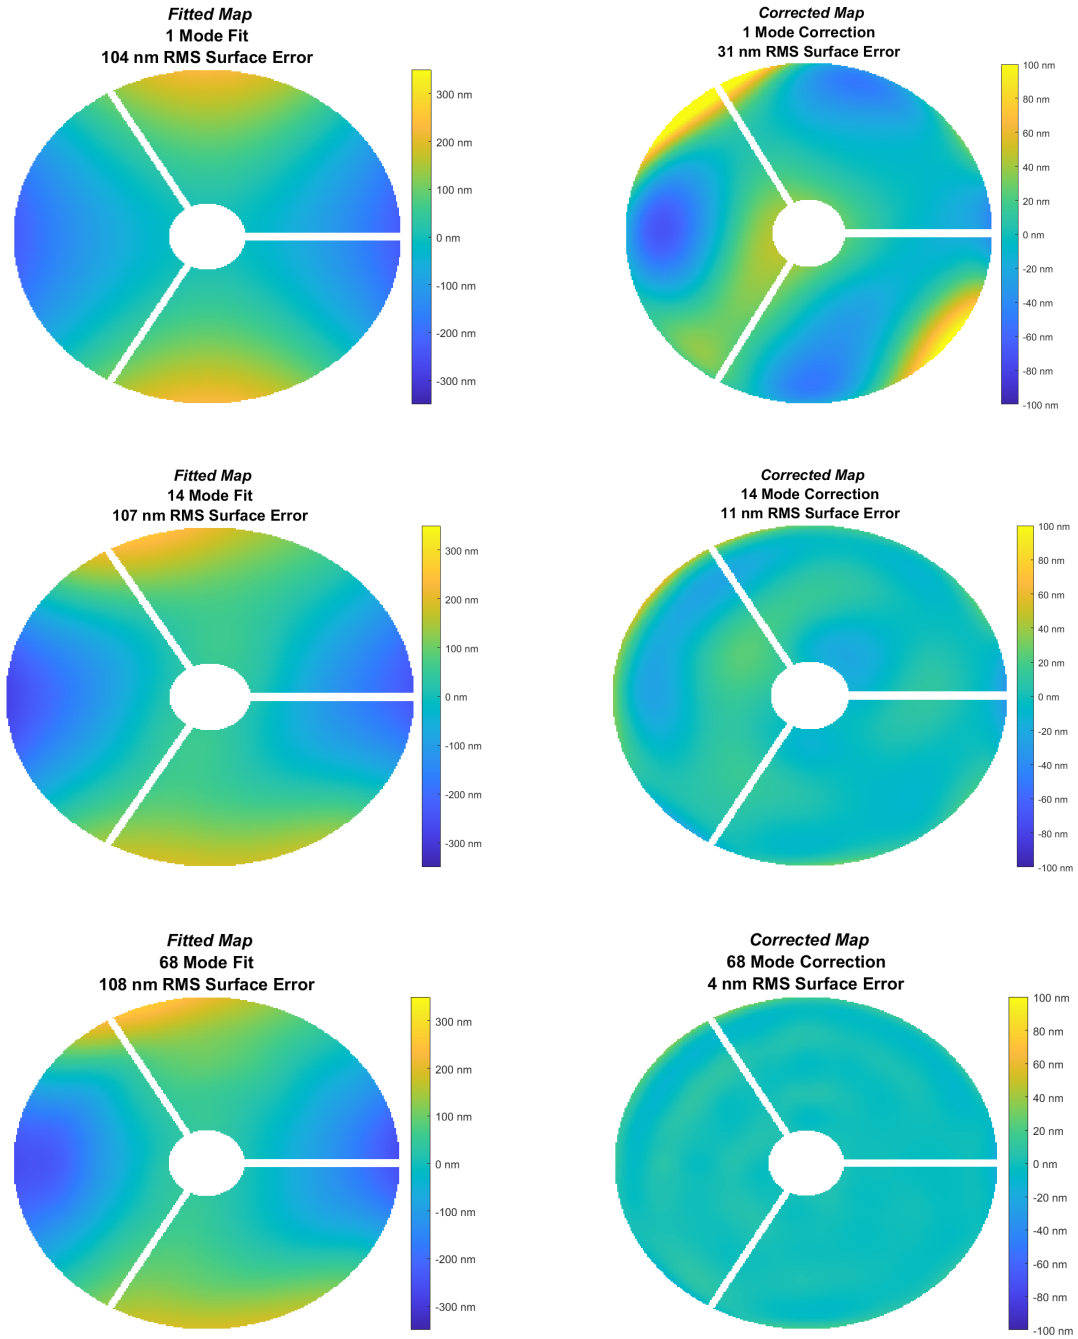 Fitted Map
1 Mode Fit
104 nm RMS Surface Error
300 nm
200 nm
100 nm
0 nm
-100 nm
-200 nm
-300 nm
Corrected Map
1 Mode Correction
31 nm RMS Surface Error
100 nm
80 nm
60 nm
40 nm
20 nm
0 nm
-20 nm
-40 nm
-60 nm
-80 nm
-100 nm
Fitted Map
14 Mode Fit
107 nm RMS Surface Error
300 nm
200 nm
100 nm
0 nm
-100 nm
-200 nm
-300 nm
Corrected Map
14 Mode Correction
11 nm RMS Surface Error
100 nm
80 nm
60 nm
40 nm
20 nm
0 nm
-20 nm
-40 nm
-60 nm
-80 nm
-100 nm
Fitted Map
68 Mode Fit
108 nm RMS Surface Error
300 nm
200 nm
100 nm
0 nm
-100 nm
-200 nm
-300 nm
Corrected Map
68 Mode Correction
4 nm RMS Surface Error
100 nm
80 nm
60 nm
40 nm
20 nm
0 nm
-20 nm
-40 nm
-60 nm
-80 nm
-100 nm